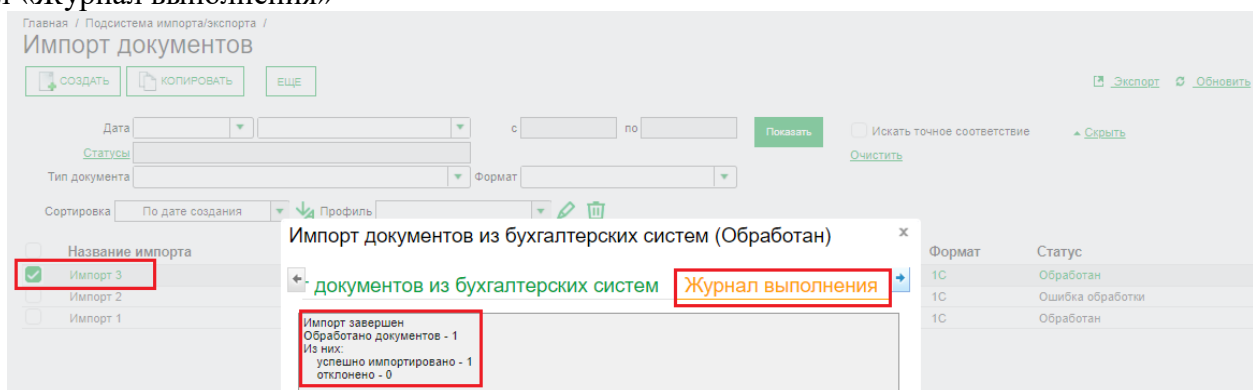 «Журнал выполнения»
Главная / Подсистема импорта/экспорта /
Импорт документов
СОЗДАТЬ КОПИРОВАТЬ ЕЩЕ Экспорт Обновить
Дата с по Показать Искать точное соответствие Скрыть
Статусы Очистить
Тип документа Формат
Сортировка По дате создания Профиль
Импорт документов из бухгалтерских систем (Обработан) x
Название импорта Формат Статус
документов из бухгалтерских систем Журнал выполнения
Импорт 3 1С Обработан
Импорт 2 1С Ошибка обработки
Импорт 1 1С Обработан
Импорт завершен
Обработано документов - 1
Из них:
успешно импортировано - 1
отклонено - 0